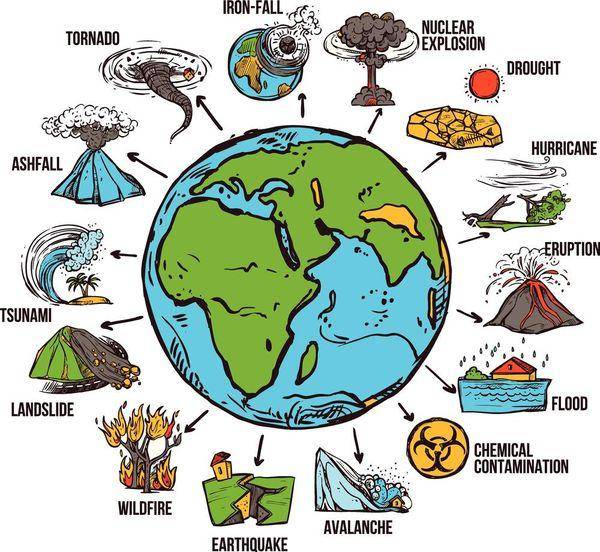 IRON-FALL
NUCLEAR
EXPLOSION
TORNADO
DROUGHT
HURRICANE
ASHFALL
ERUPTION
TSUNAMI
FLOOD
LANDSLIDE
CHEMICAL
CONTAMINATION
WILDFIRE
AVALANCHE
EARTHQUAKE